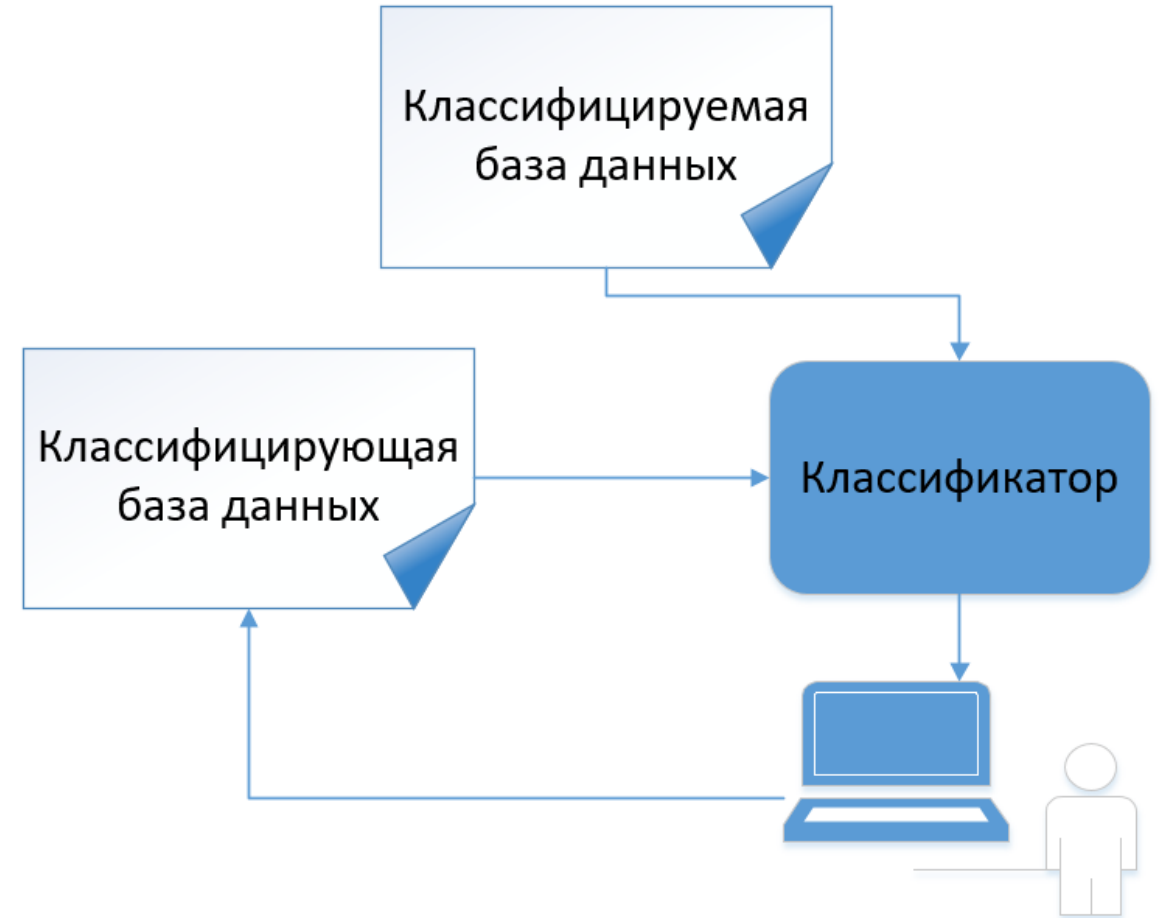 Классифицируемая
база данных
Классифицирующая
база данных
Классификатор